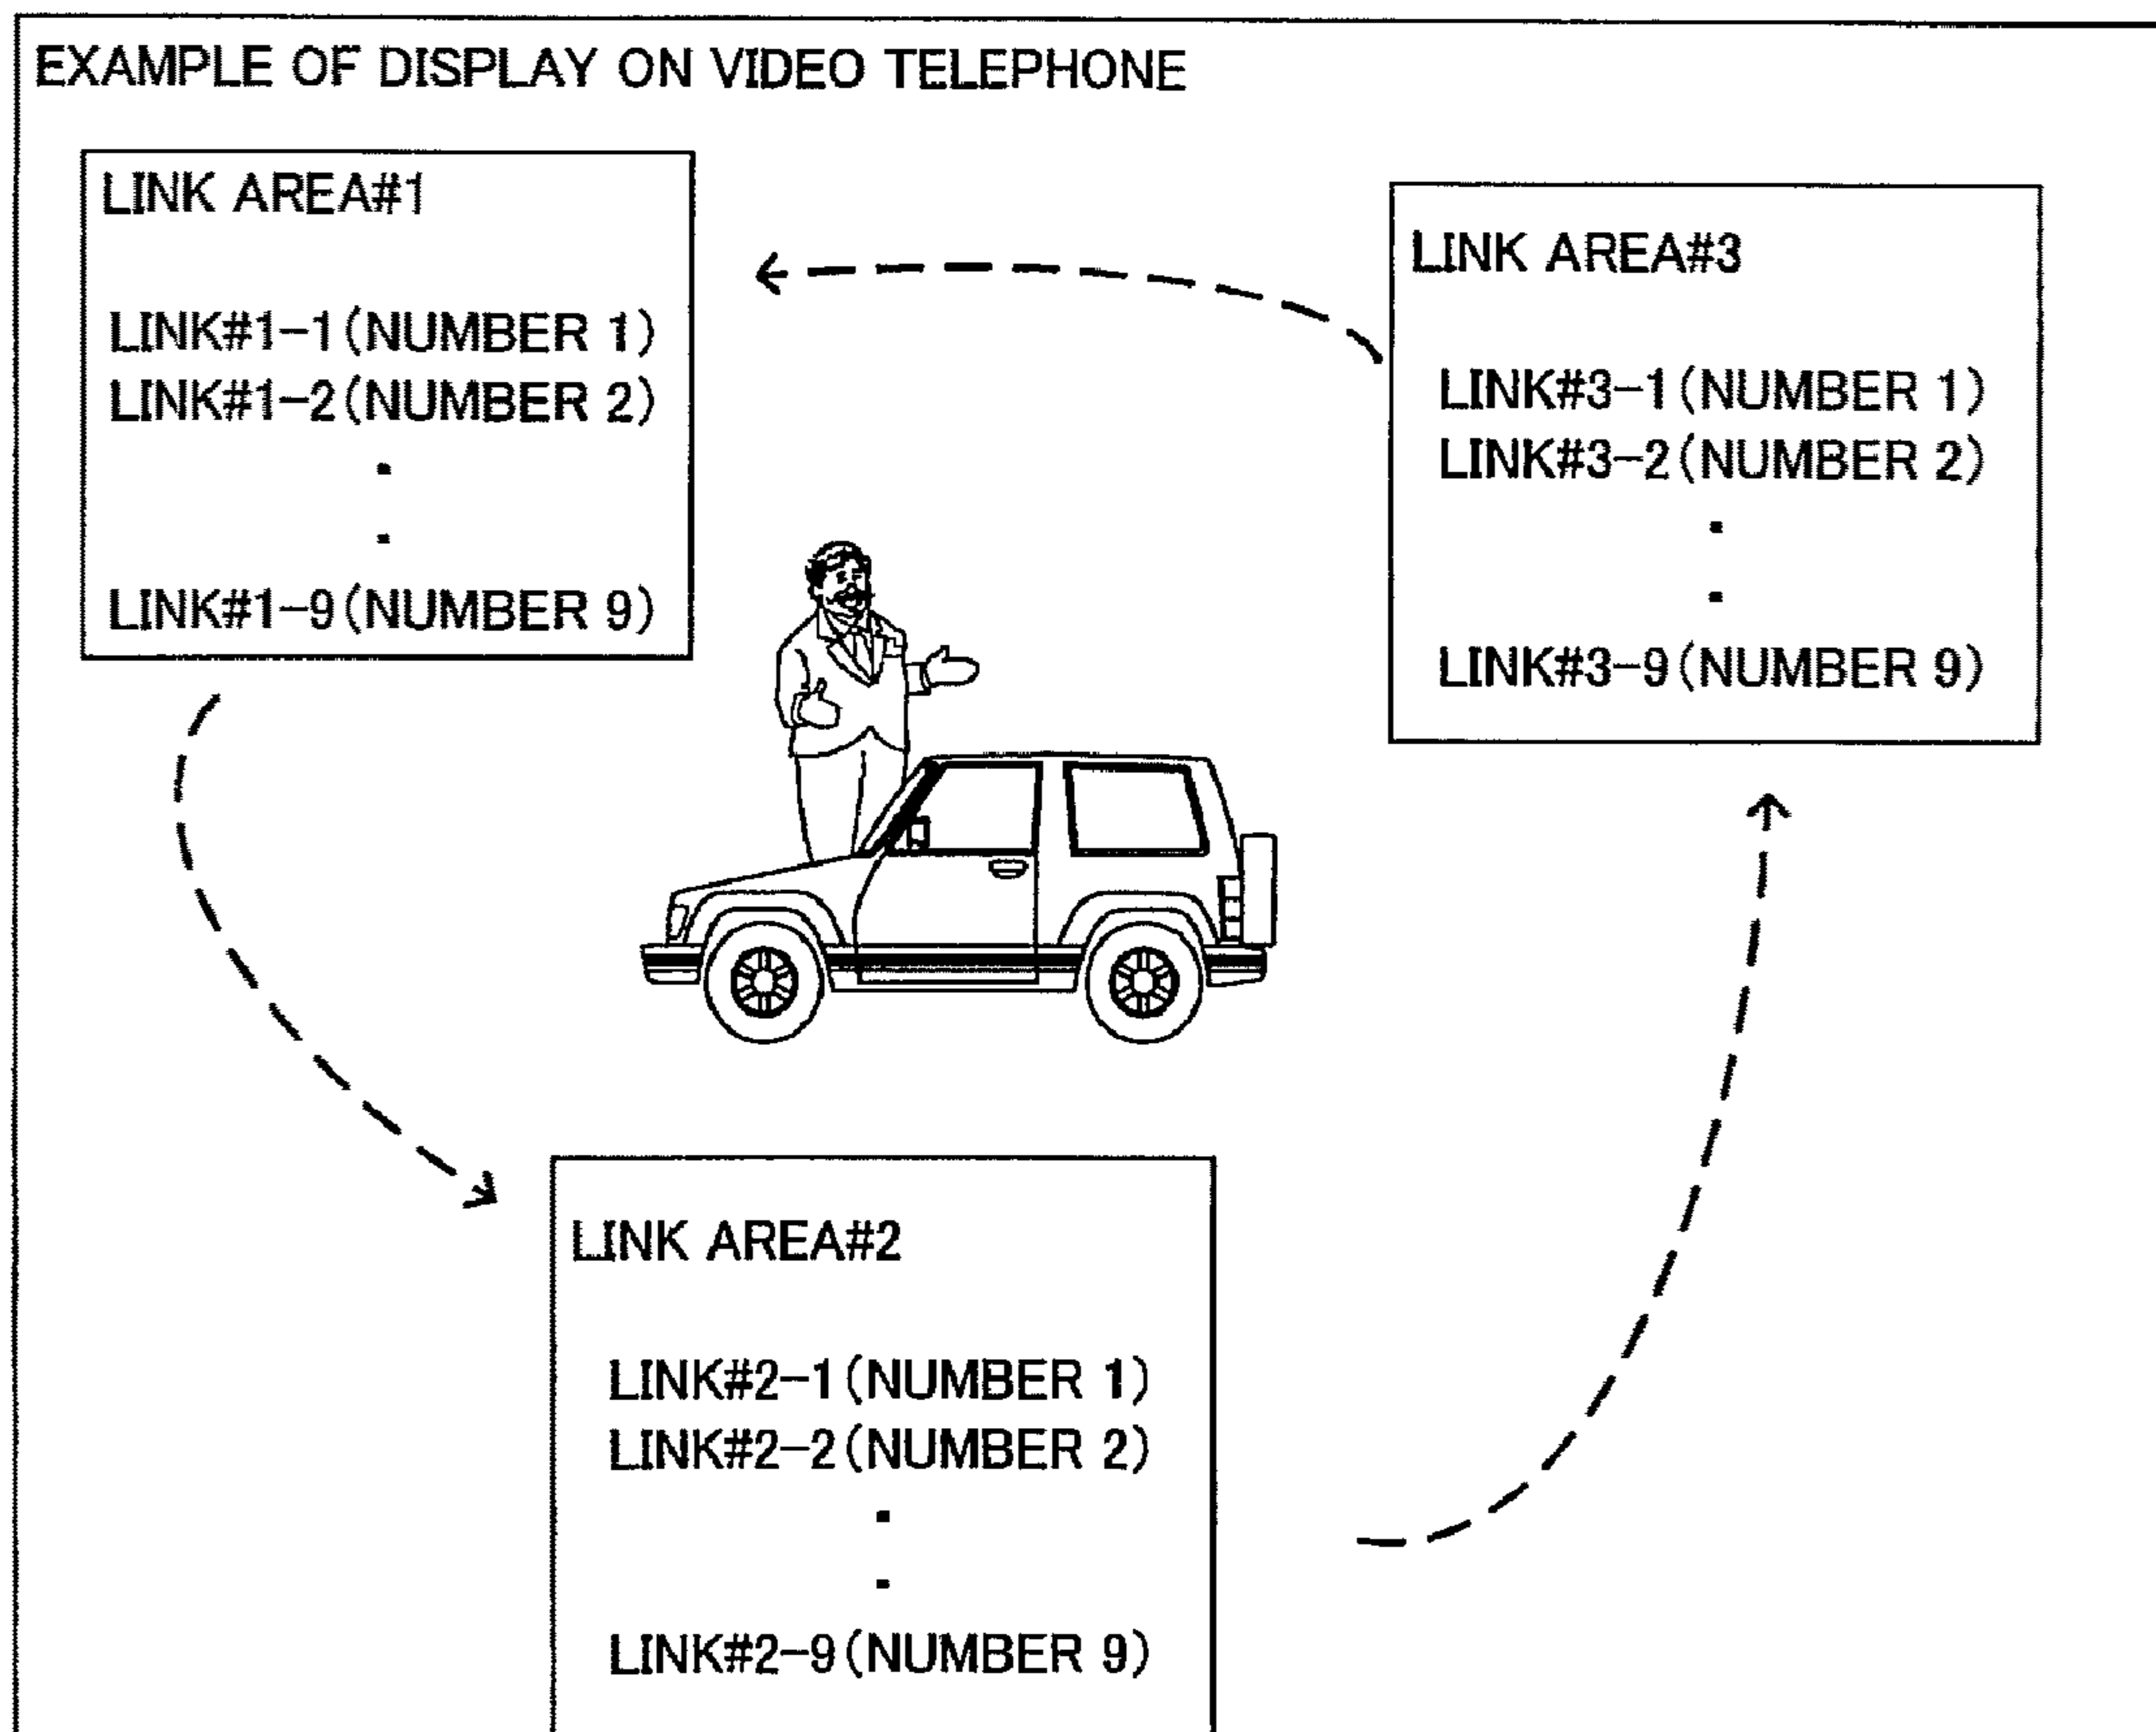 EXAMPLE OF DISPLAY ON VIDEO TELEPHONE
LINK AREA#1
LINK#1-1(NUMBER 1)
LINK#1-2(NUMBER 2)
.
.
LINK#1-9(NUMBER 9)
LINK AREA#3
LINK#3-1(NUMBER 1)
LINK#3-2(NUMBER 2)
.
.
LINK#3-9(NUMBER 9)
LINK AREA#2
LINK#2-1(NUMBER 1)
LINK#2-2(NUMBER 2)
.
.
LINK#2-9(NUMBER 9)